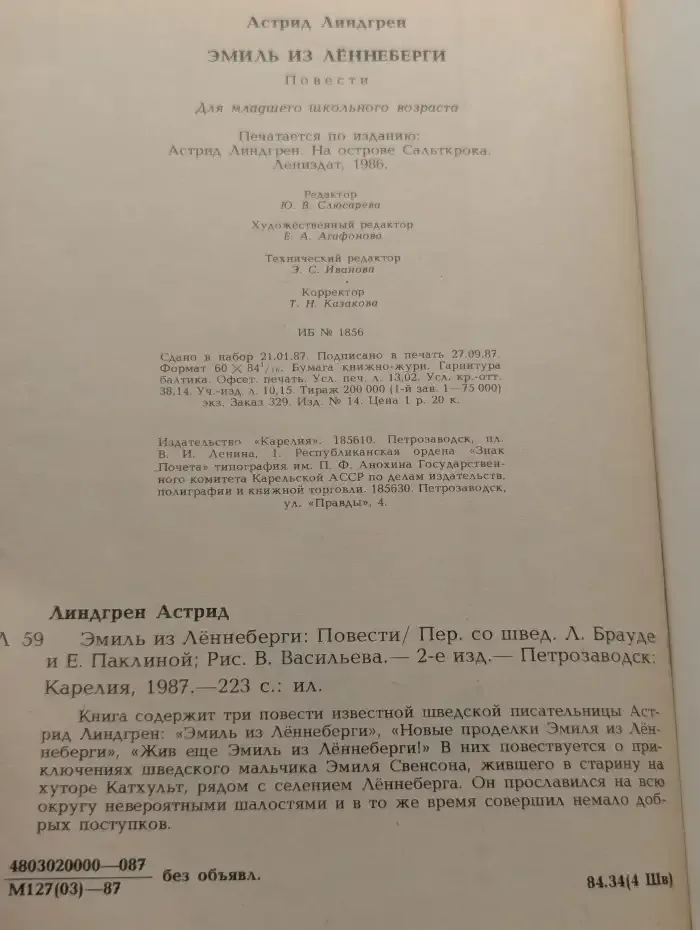 Астрид Линдгрен
ЭМИЛЬ ИЗ ЛЁННЕБЕРГИ
Повести
Для младшего школьного возраста
Печатается по изданию:
Астрид Линдгрен. На острове Сальткрока.
Лениздат, 1986.
Редактор
Ю. В. Слюсарева
Художественный редактор
Е. А. Агафонова
Технический редактор
Э. С. Иванова
Корректор
Т. Н. Казакова
ИБ № 1856
Сдано в набор 21.01.87. Подписано в печать 27.09.87.
Формат 60 × 84¹/₁₆. Бумага книжно-журн. Гарнитура
балтика. Офсет. печать. Усл. печ. л. 13,02. Усл. кр.-отт.
38,14. Уч.-изд. л. 10,15. Тираж 200 000 (1-й зав. 1—75 000)
экз. Заказ 329. Изд. № 14. Цена 1 р. 20 к.
Издательство «Карелия». 185610. Петрозаводск, пл.
В. И. Ленина, 1. Республиканская ордена «Знак
Почета» типография им. П. Ф. Анохина Государствен-
ного комитета Карельской АССР по делам издательств,
полиграфии и книжной торговли. 185630. Петрозаводск,
ул. «Правды», 4.
Линдгрен Астрид
Л 59 Эмиль из Лённеберги: Повести/ Пер. со швед. Л. Брауде
и Е. Паклиной; Рис. В. Васильева.— 2-е изд.— Петрозаводск:
Карелия, 1987.—223 с.: ил.
Книга содержит три повести известной шведской писательницы Аст-
рид Линдгрен: «Эмиль из Лённеберги», «Новые проделки Эмиля из Лён-
неберги», «Жив еще Эмиль из Лённеберги!» В них повествуется о при-
ключениях шведского мальчика Эмиля Свенсона, жившего в старину на
хуторе Катхульт, рядом с селением Лённеберга. Он прославился на всю
округу невероятными шалостями и в то же время совершил немало доб-
рых поступков.
4803020000—087
М127(03)—87
без объявл.
84.34(4 Шв)